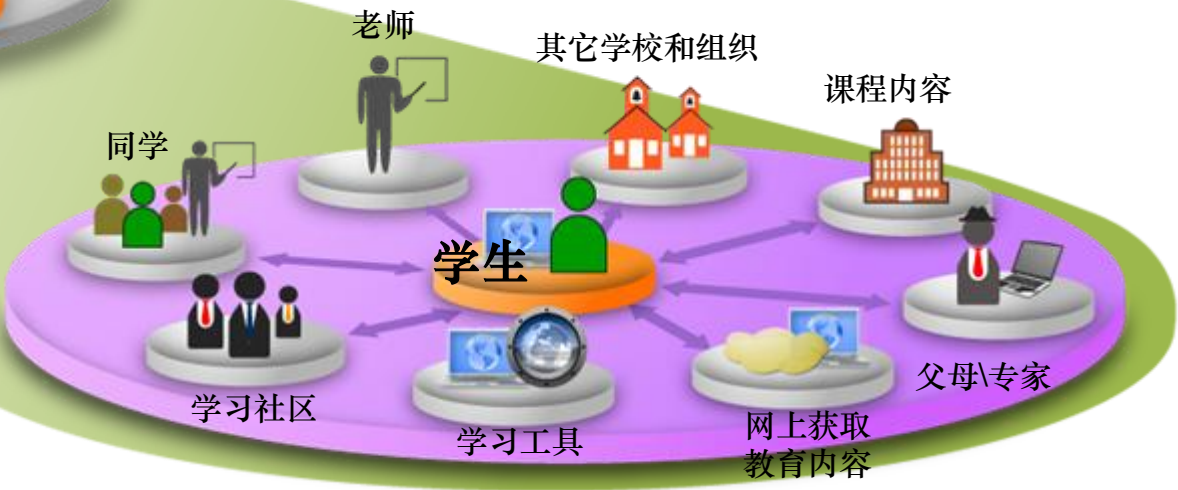 老师
其它学校和组织
课程内容
同学
学生
父母\专家
学习社区
学习工具
网上获取
教育内容